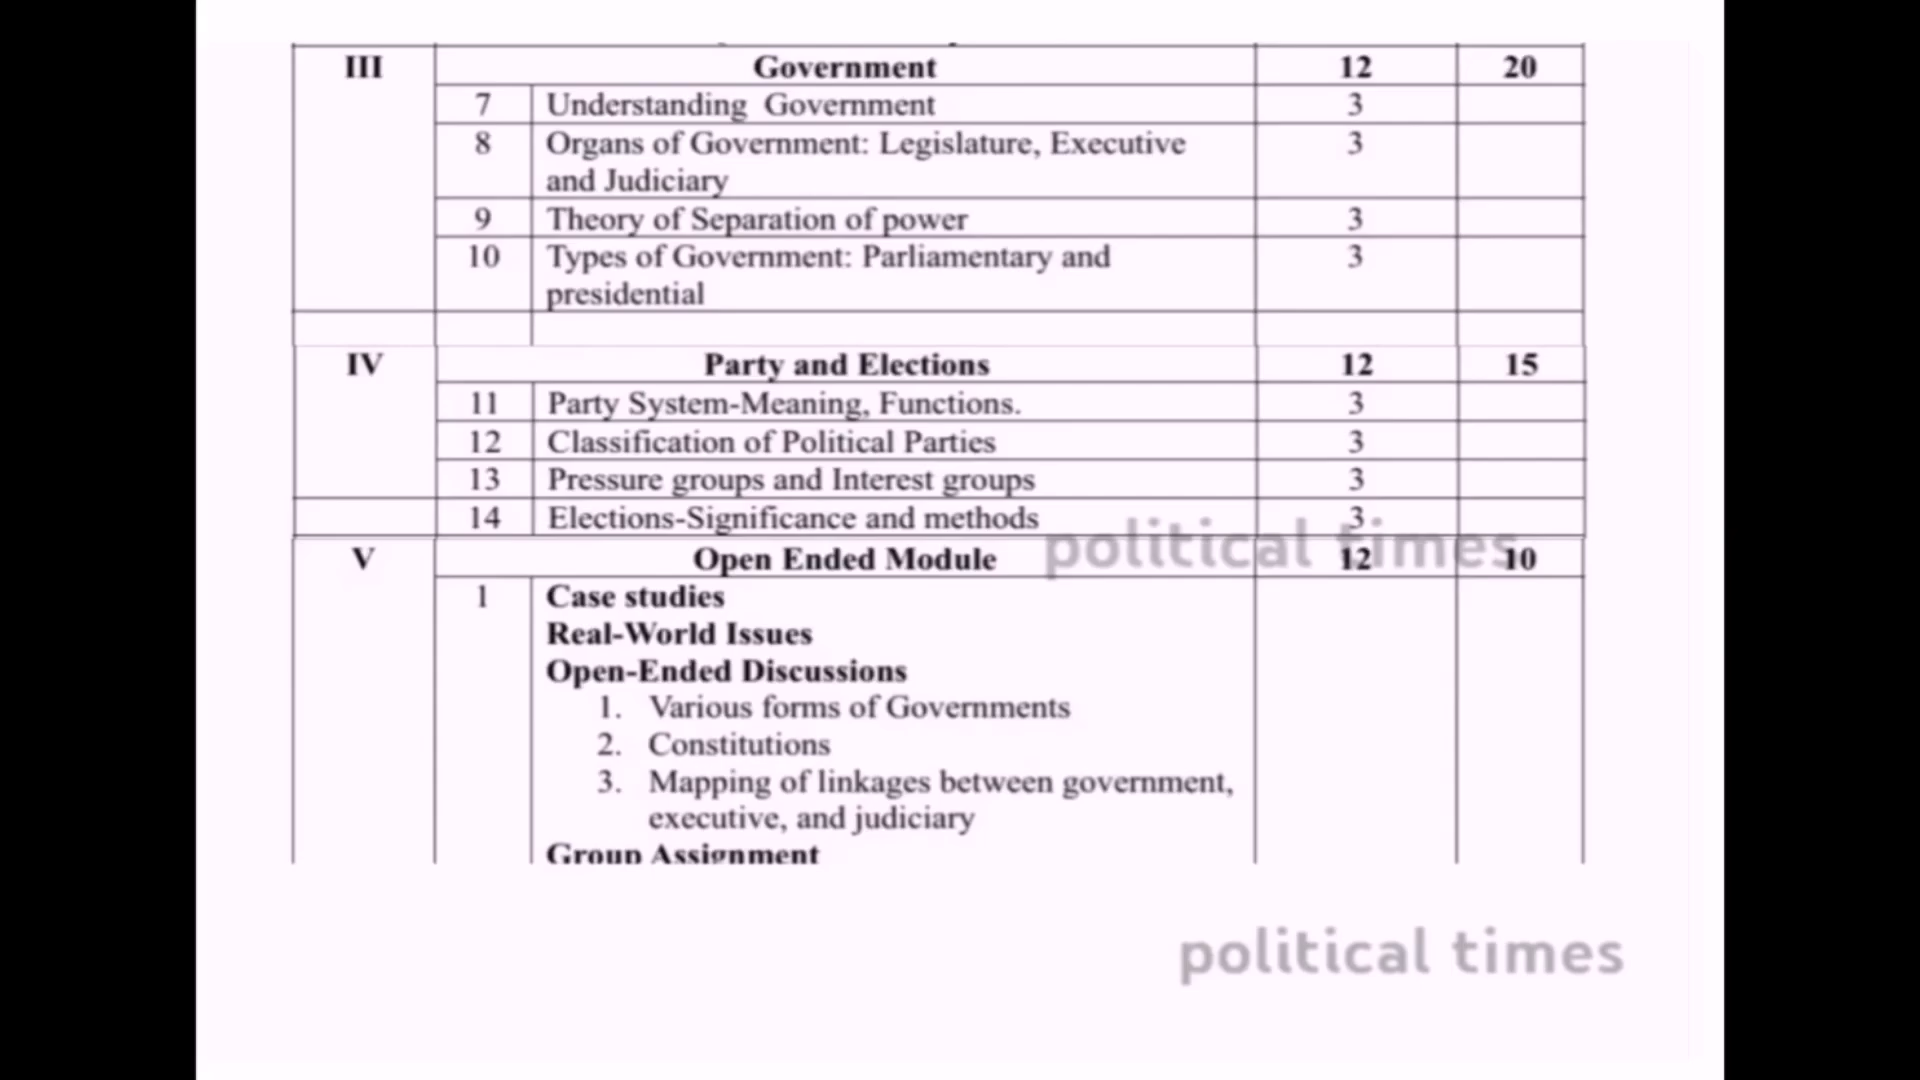 III Government 12 20
7 Understanding Government 3
8 Organs of Government: Legislature, Executive 3
and Judiciary
9 Theory of Separation of power 3
10 Types of Government: Parliamentary and 3
presidential
IV Party and Elections 12 15
11 Party System-Meaning, Functions. 3
12 Classification of Political Parties 3
13 Pressure groups and Interest groups 3
14 Elections-Significance and methods 3
political times
V Open Ended Module 12 10
1 Case studies
Real-World Issues
Open-Ended Discussions
1. Various forms of Governments
2. Constitutions
3. Mapping of linkages between government,
executive, and judiciary
Group Assignment
political times